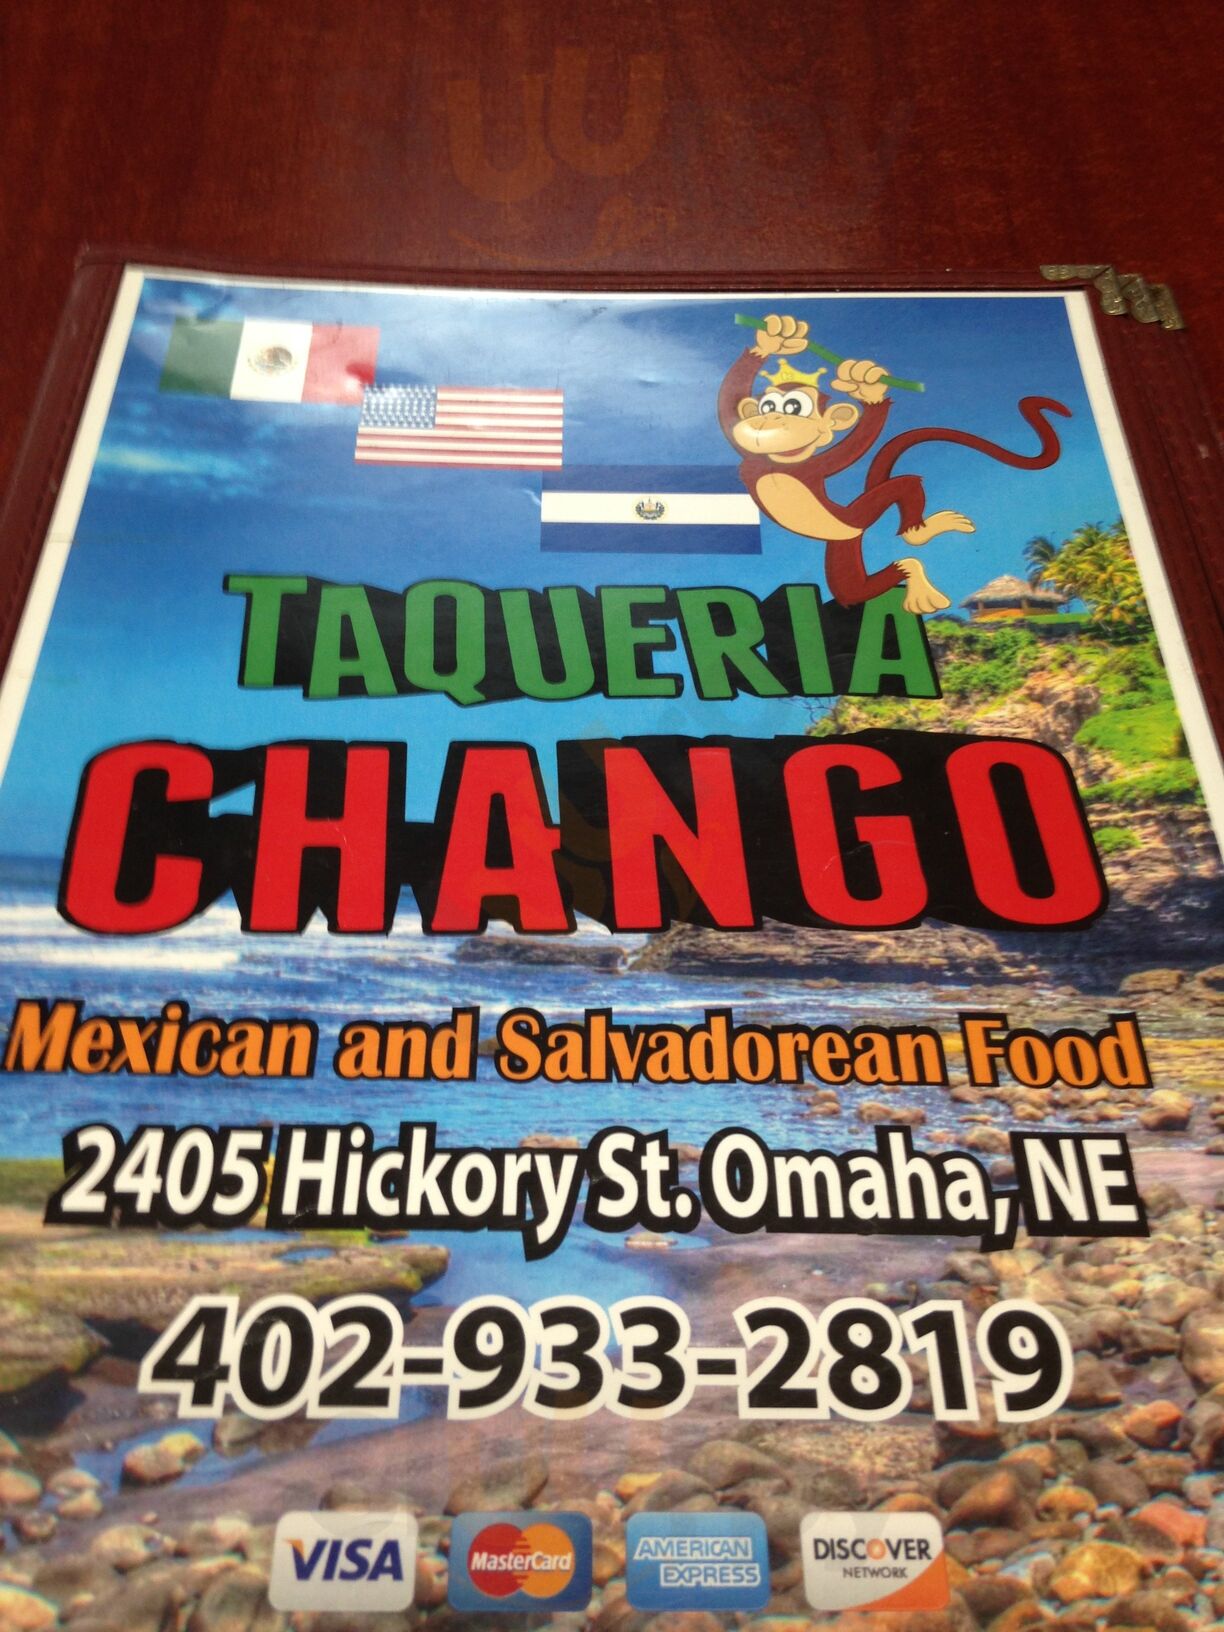 TAQUERIA
CHANGO
Mexican and Salvadorean Food
2405 Hickory St. Omaha, NE
402-933-2819
VISA MasterCard AMERICAN EXPRESS DISCOVER NETWORK